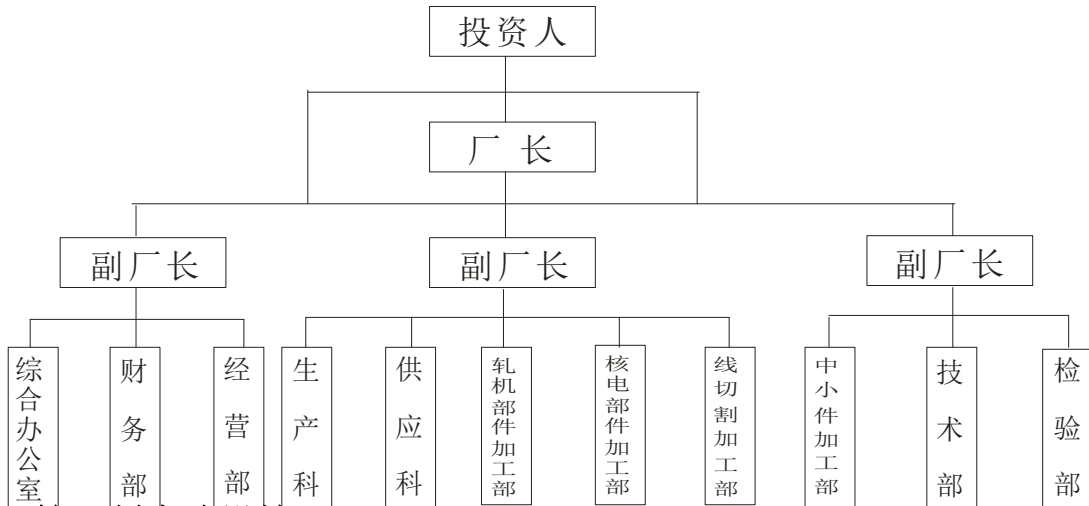 投资人
厂 长
副厂长
副厂长
副厂长
综合办公室
财务部
经营部
生产科
供应科
轧机部件加工部
核电部件加工部
线切割加工部
中小件加工部
技术部
检验部